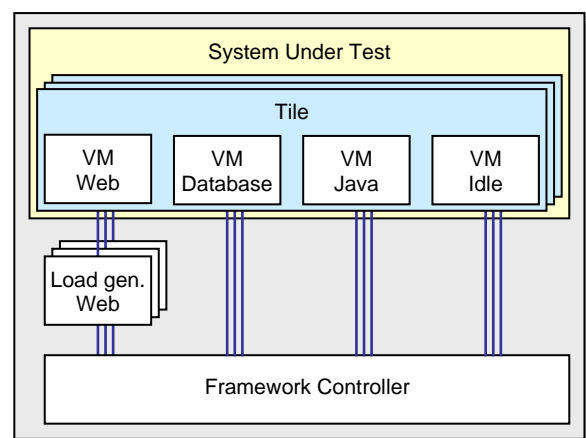 System Under Test
Tile
VM
Web
VM
Database
VM
Java
VM
Idle
Load gen.
Web
Framework Controller